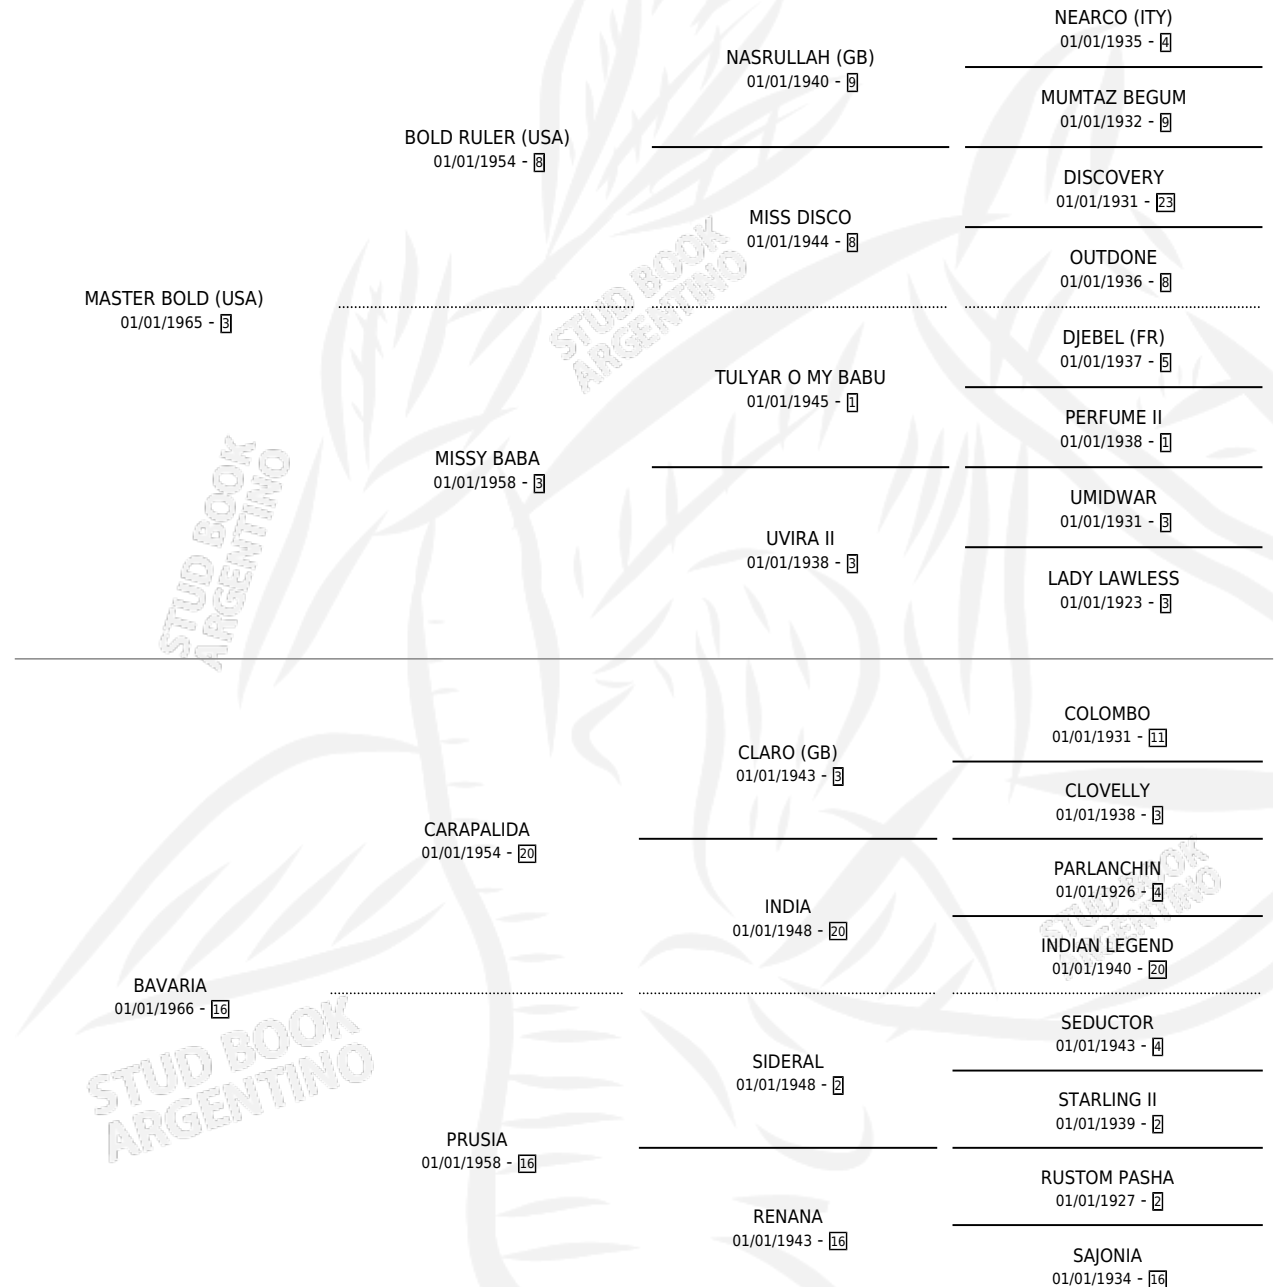 NEARCO (ITY)
01/01/1935 - 4
NASRULLAH (GB)
01/01/1940 - 9
MUMTAZ BEGUM
01/01/1932 - 9
BOLD RULER (USA)
01/01/1954 - 8
DISCOVERY
01/01/1931 - 23
MISS DISCO
01/01/1944 - 8
OUTDONE
01/01/1936 - 8
MASTER BOLD (USA)
01/01/1965 - 3
DJEBEL (FR)
01/01/1937 - 5
TULYAR O MY BABU
01/01/1945 - 1
PERFUME II
01/01/1938 - 1
MISSY BABA
01/01/1958 - 3
UMIDWAR
01/01/1931 - 3
UVIRA II
01/01/1938 - 3
LADY LAWLESS
01/01/1923 - 3
COLOMBO
01/01/1931 - 11
CLARO (GB)
01/01/1943 - 3
CLOVELLY
01/01/1938 - 3
CARAPALIDA
01/01/1954 - 20
PARLANCHIN
01/01/1926 - 4
INDIA
01/01/1948 - 20
INDIAN LEGEND
01/01/1940 - 20
BAVARIA
01/01/1966 - 16
SEDUCTOR
01/01/1943 - 4
SIDERAL
01/01/1948 - 2
STARLING II
01/01/1939 - 2
PRUSIA
01/01/1958 - 16
RUSTOM PASHA
01/01/1927 - 2
RENANA
01/01/1943 - 16
SAJONIA
01/01/1934 - 16
STUD BOOK
ARGENTINO
STUD BOOK
ARGENTINO
STUD BOOK
ARGENTINO
STUD BOOK
ARGENTINO